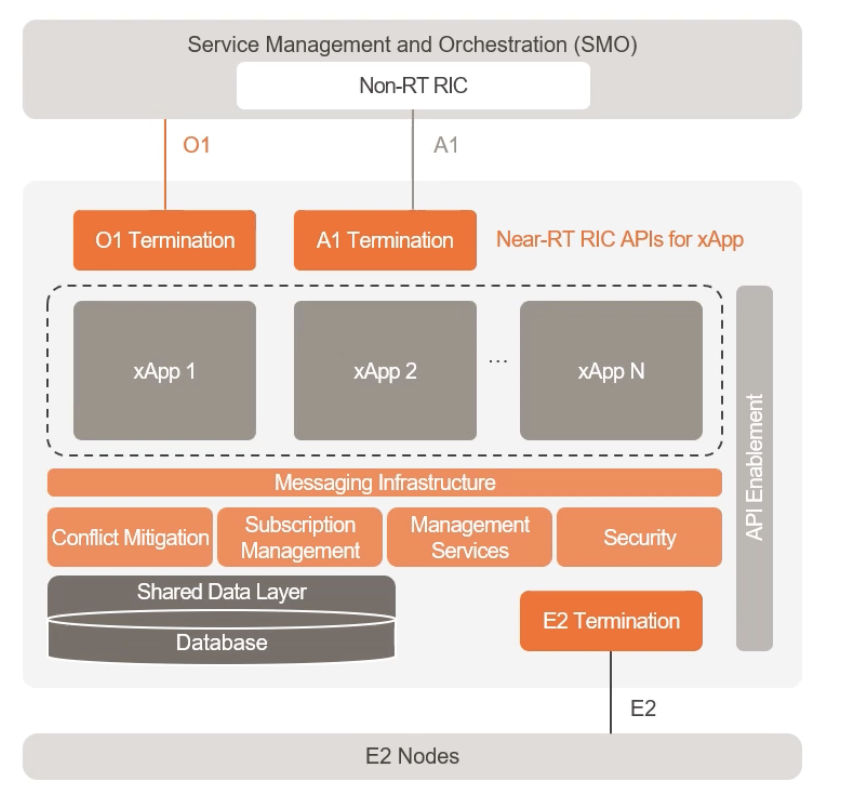 Service Management and Orchestration (SMO)
Non-RT RIC
O1
A1
O1 Termination
A1 Termination
Near-RT RIC APIs for xApp
xApp 1
xApp 2
...
xApp N
API Enablement
Messaging Infrastructure
Conflict Mitigation
Subscription
Management
Management
Services
Security
Shared Data Layer
Database
E2 Termination
E2
E2 Nodes